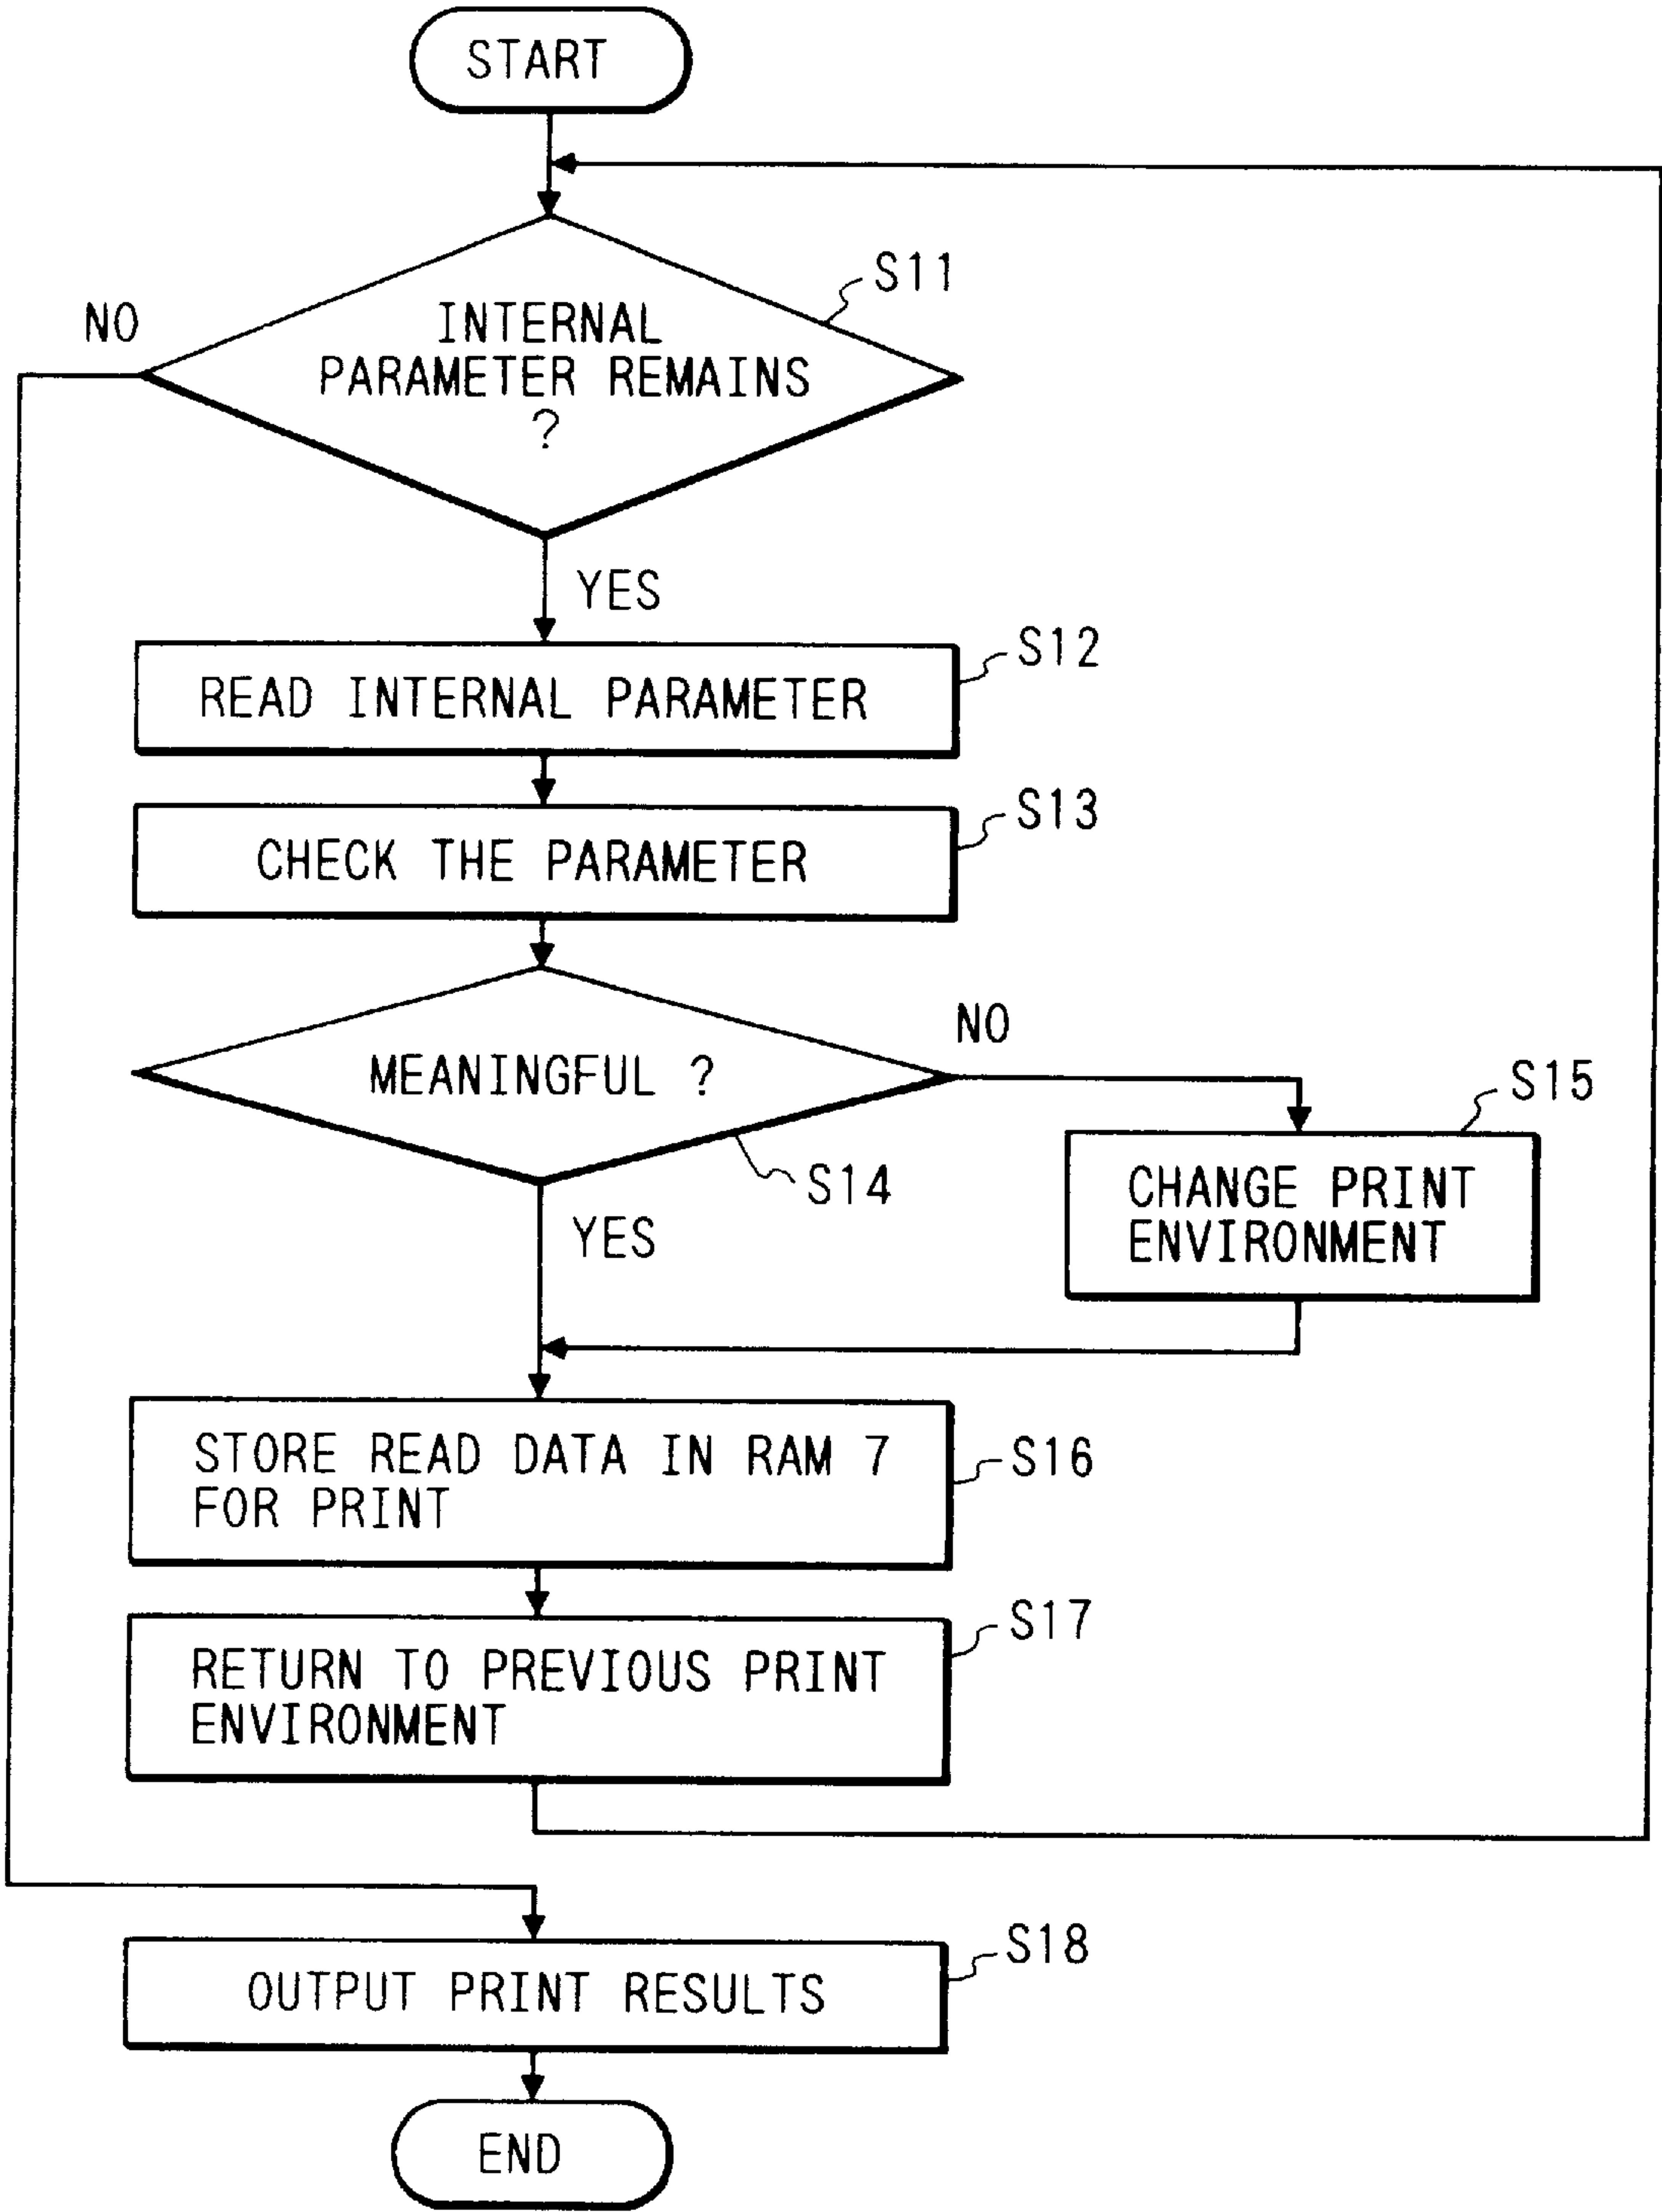 START
S11
NO
INTERNAL
PARAMETER REMAINS
?
YES
S12
READ INTERNAL PARAMETER
S13
CHECK THE PARAMETER
NO
MEANINGFUL ?
S15
S14
CHANGE PRINT
ENVIRONMENT
YES
STORE READ DATA IN RAM 7
FOR PRINT
S16
S17
RETURN TO PREVIOUS PRINT
ENVIRONMENT
S18
OUTPUT PRINT RESULTS
END